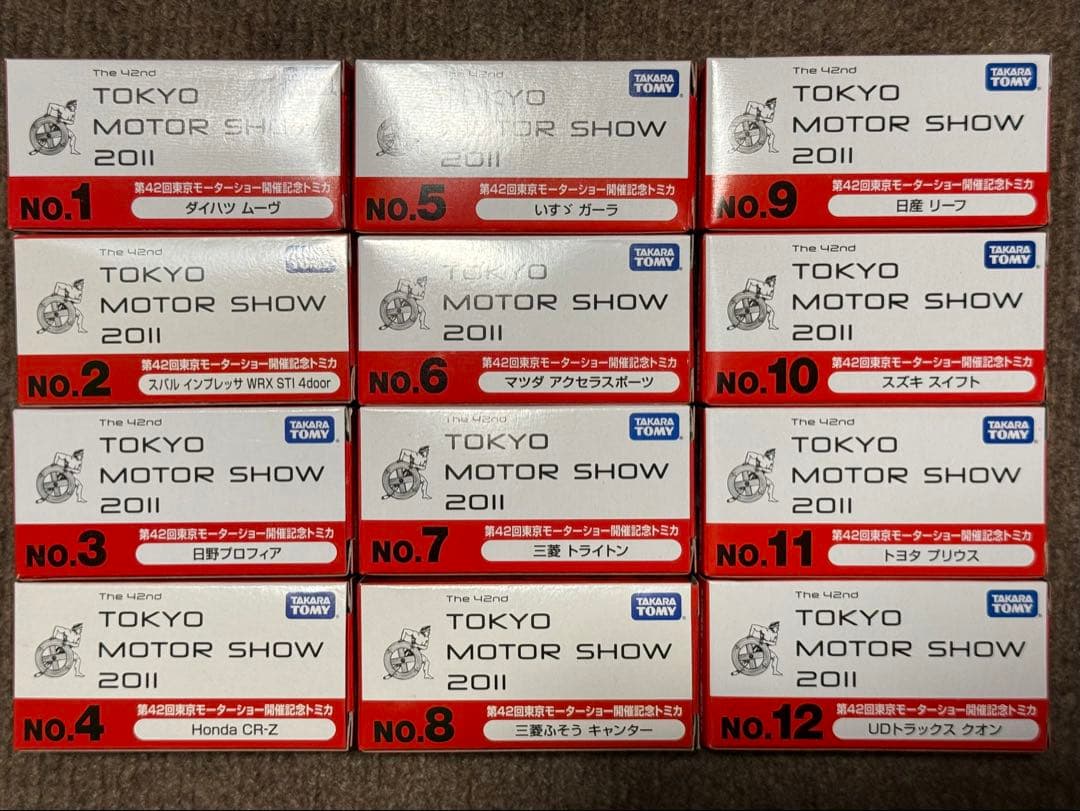 The 42nd
TOKYO
MOTOR SHOW
2011
第42回東京モーターショー開催記念トミカ
NO.1
ダイハツ ムーヴ
The 42nd
TOKYO
MOTOR SHOW
2011
第42回東京モーターショー開催記念トミカ
NO.2
スバル インプレッサ WRX STI 4door
The 42nd
TOKYO
MOTOR SHOW
2011
TAKARA
TOMY
第42回東京モーターショー開催記念トミカ
NO.3
日野プロフィア
The 42nd
TOKYO
MOTOR SHOW
2011
TAKARA
TOMY
第42回東京モーターショー開催記念トミカ
NO.4
Honda CR-Z
The 42nd
TOKYO
MOTOR SHOW
2011
TAKARA
TOMY
第42回東京モーターショー開催記念トミカ
NO.5
いすゞ ガーラ
The 42nd
TOKYO
MOTOR SHOW
2011
TAKARA
TOMY
第42回東京モーターショー開催記念トミカ
NO.6
マツダ アクセラスポーツ
The 42nd
TOKYO
MOTOR SHOW
2011
TAKARA
TOMY
第42回東京モーターショー開催記念トミカ
NO.7
三菱 トライトン
The 42nd
TOKYO
MOTOR SHOW
2011
TAKARA
TOMY
第42回東京モーターショー開催記念トミカ
NO.8
三菱ふそう キャンター
The 42nd
TOKYO
MOTOR SHOW
2011
TAKARA
TOMY
第42回東京モーターショー開催記念トミカ
NO.9
日産 リーフ
The 42nd
TOKYO
MOTOR SHOW
2011
TAKARA
TOMY
第42回東京モーターショー開催記念トミカ
NO.10
スズキ スイフト
The 42nd
TOKYO
MOTOR SHOW
2011
TAKARA
TOMY
第42回東京モーターショー開催記念トミカ
NO.11
トヨタ プリウス
The 42nd
TOKYO
MOTOR SHOW
2011
TAKARA
TOMY
第42回東京モーターショー開催記念トミカ
NO.12
UDトラックス クオン